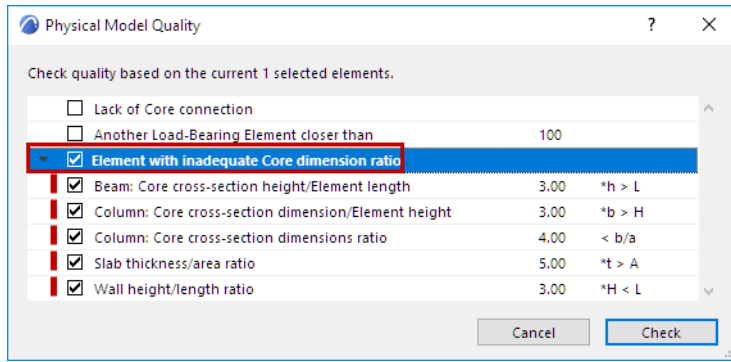 Physical Model Quality ? ×
Check quality based on the current 1 selected elements.
Lack of Core connection
Another Load-Bearing Element closer than 100
Element with inadequate Core dimension ratio
Beam: Core cross-section height/Element length 3.00 *h > L
Column: Core cross-section dimension/Element height 3.00 *b > H
Column: Core cross-section dimensions ratio 4.00 < b/a
Slab thickness/area ratio 5.00 *t > A
Wall height/length ratio 3.00 *H < L
Cancel Check